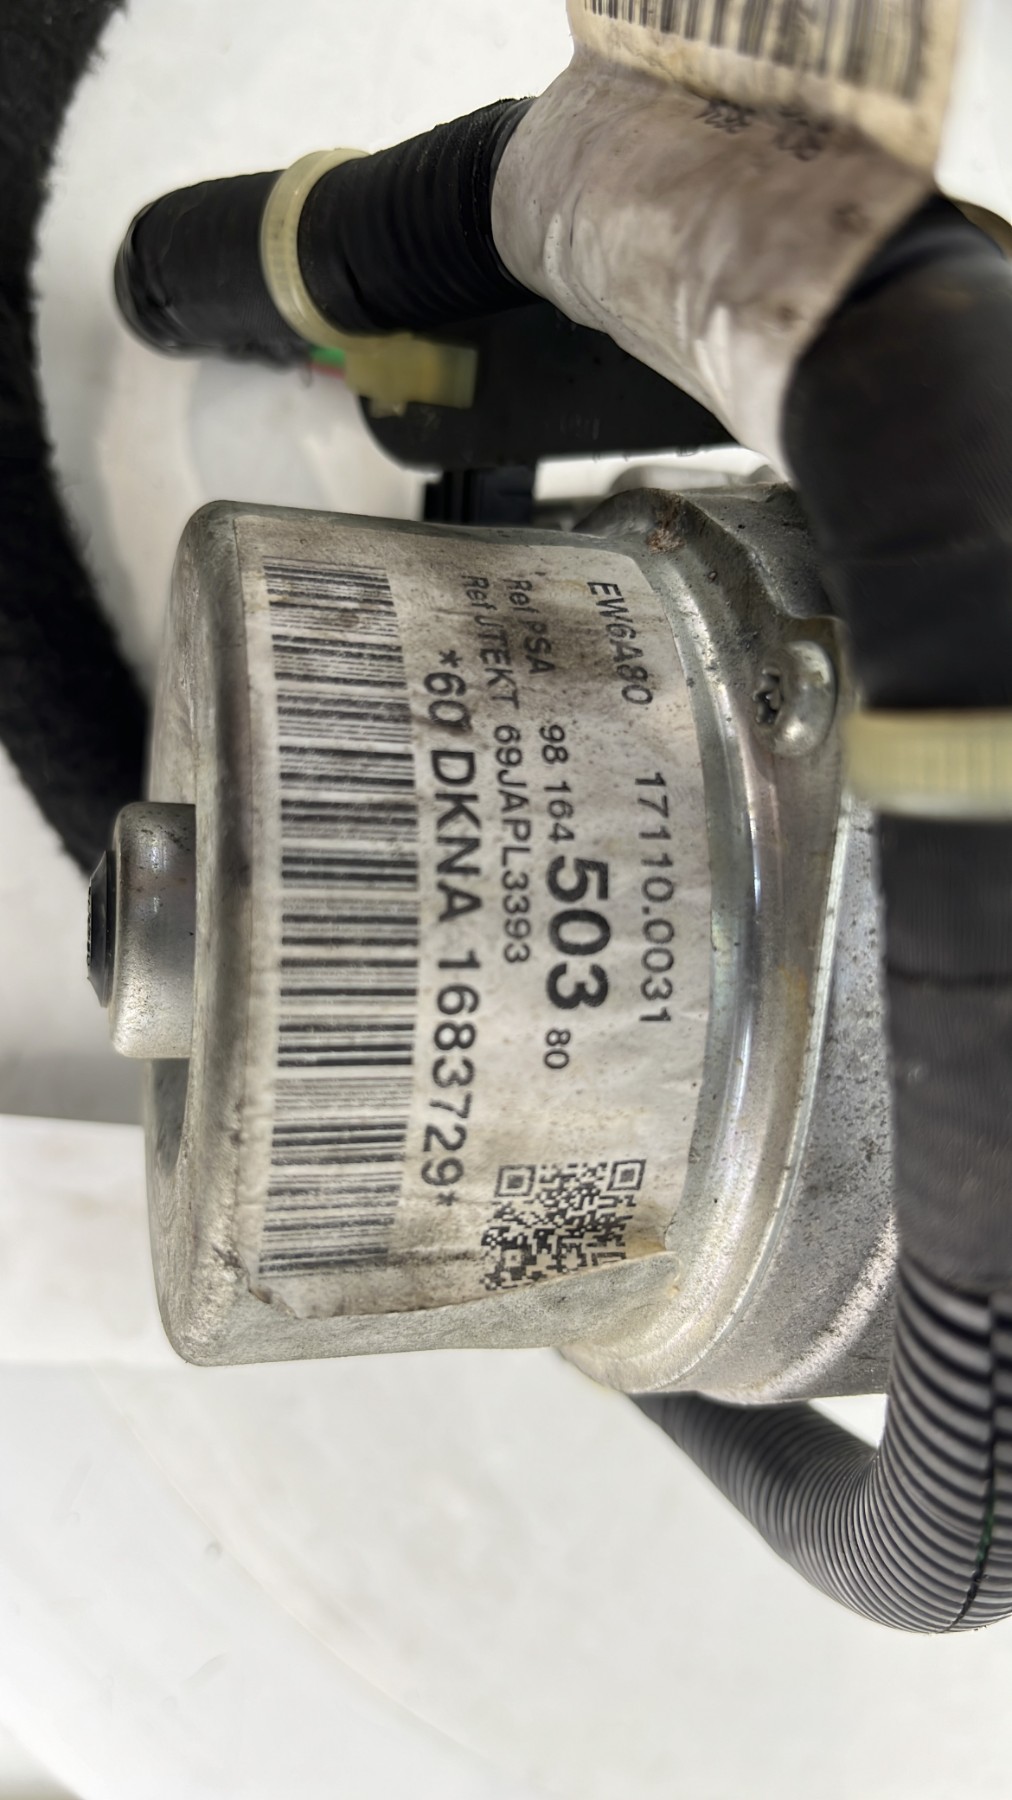 EW6A80 17110.0031
Ref PSA 98 164 503 80
Ref JTEKT 69JAPL3393
*60 DKNA 1683729*